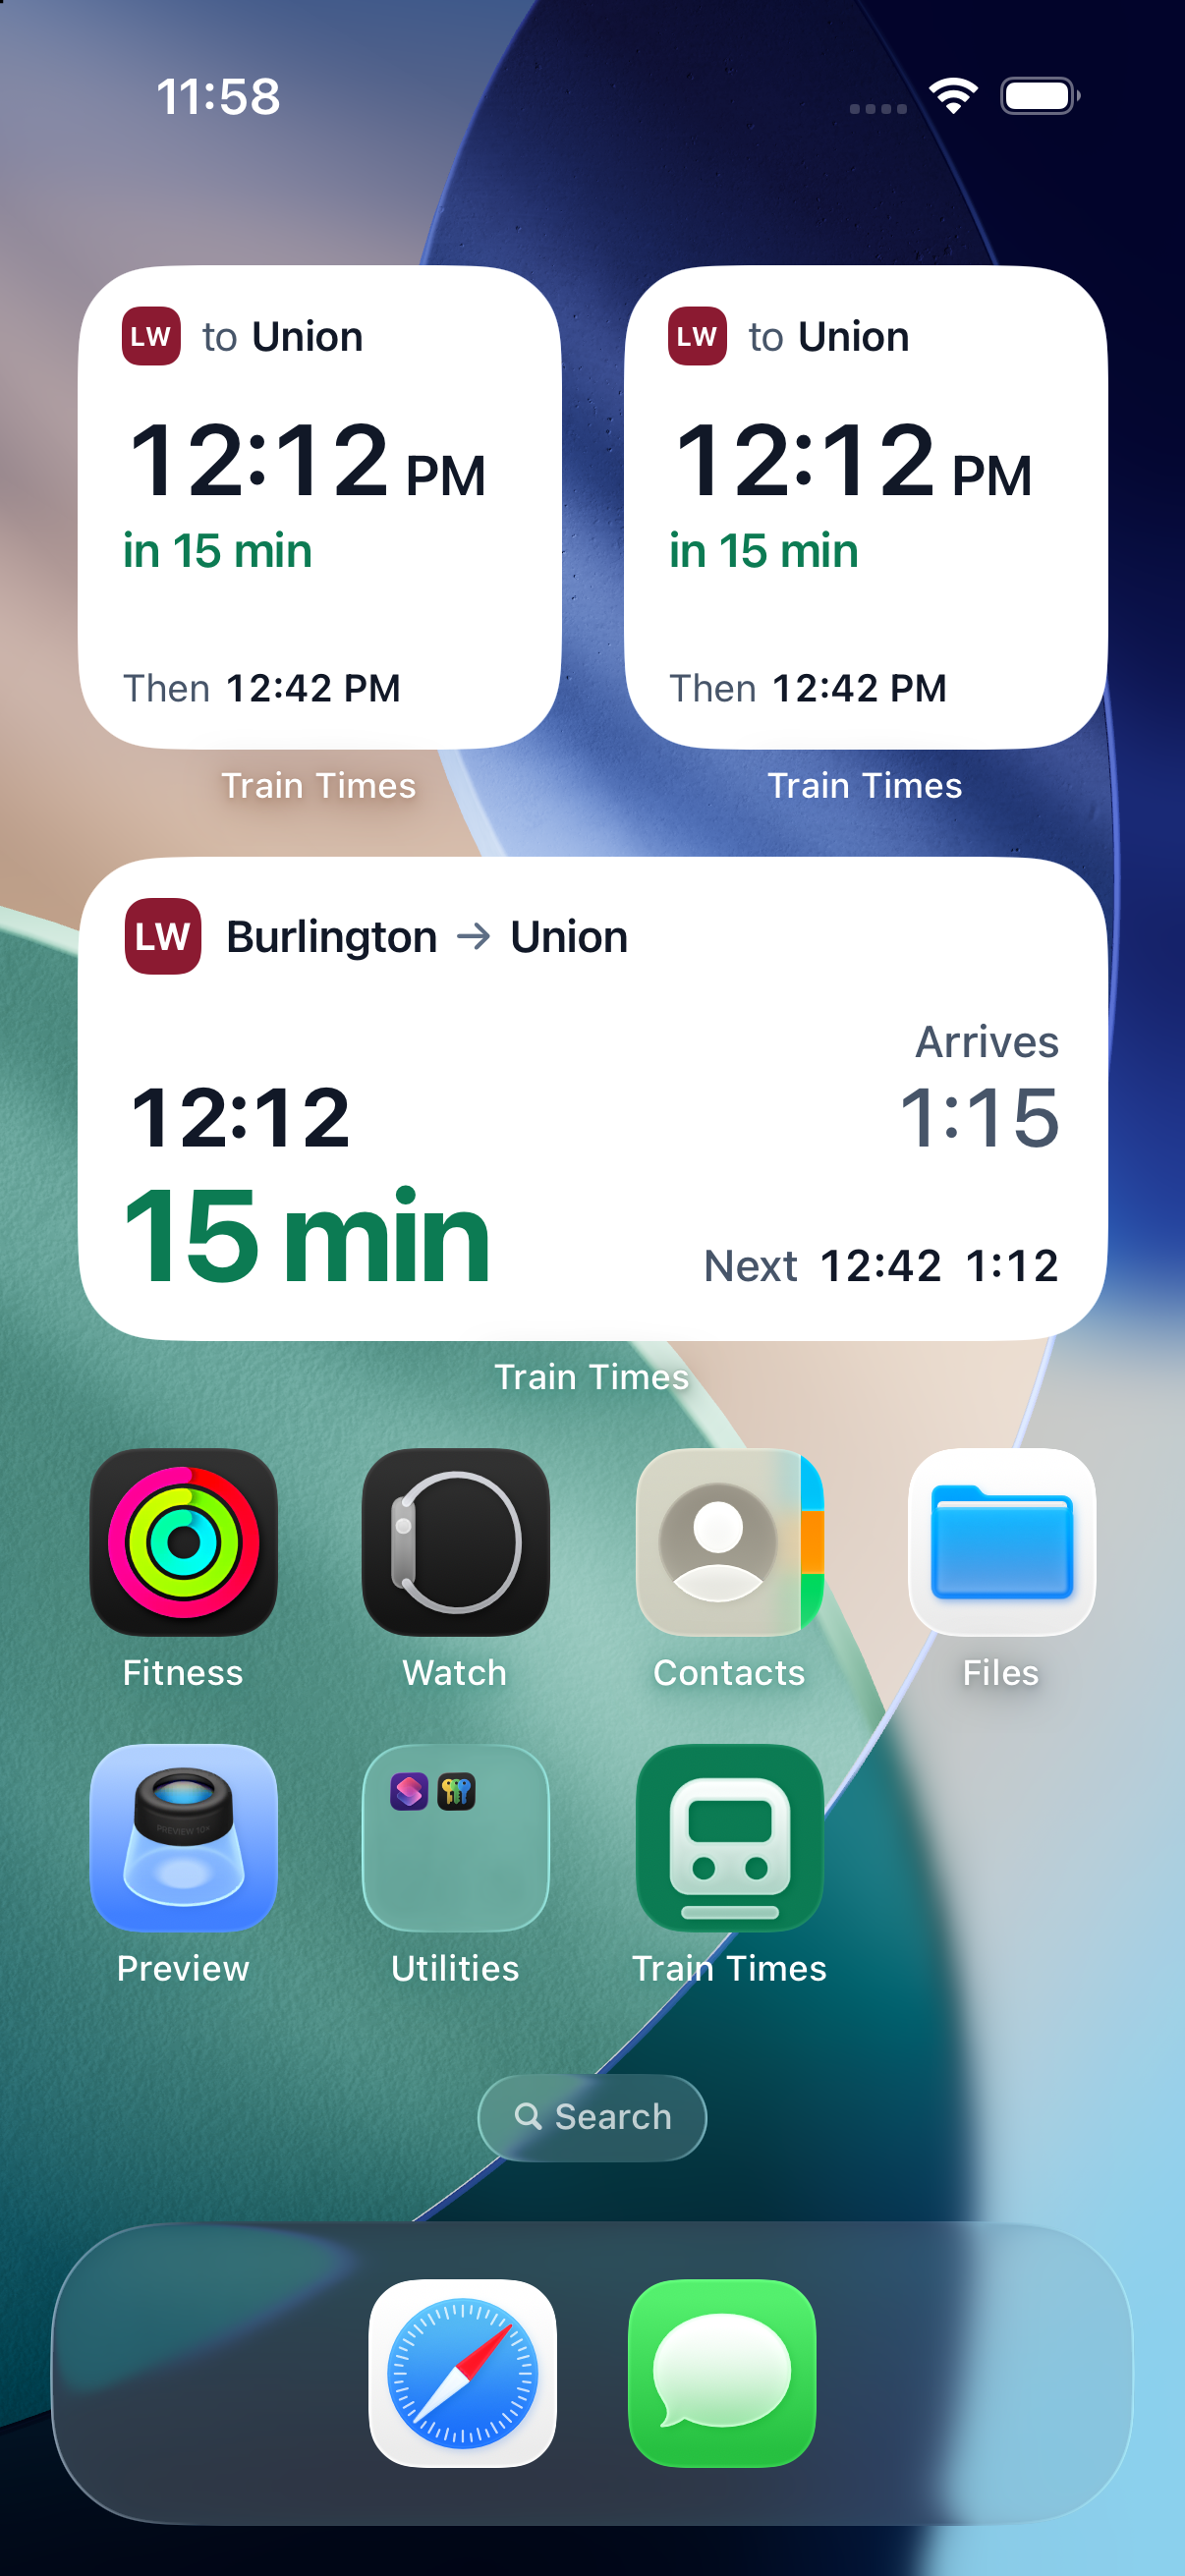 11:58
LW to Union
12:12 PM
in 15 min
Then 12:42 PM
Train Times
LW to Union
12:12 PM
in 15 min
Then 12:42 PM
Train Times
LW Burlington → Union
Arrives
12:12 1:15
15 min
Next 12:42 1:12
Train Times
Fitness Watch Contacts Files
PREVIEW 10×
Preview Utilities Train Times
Search